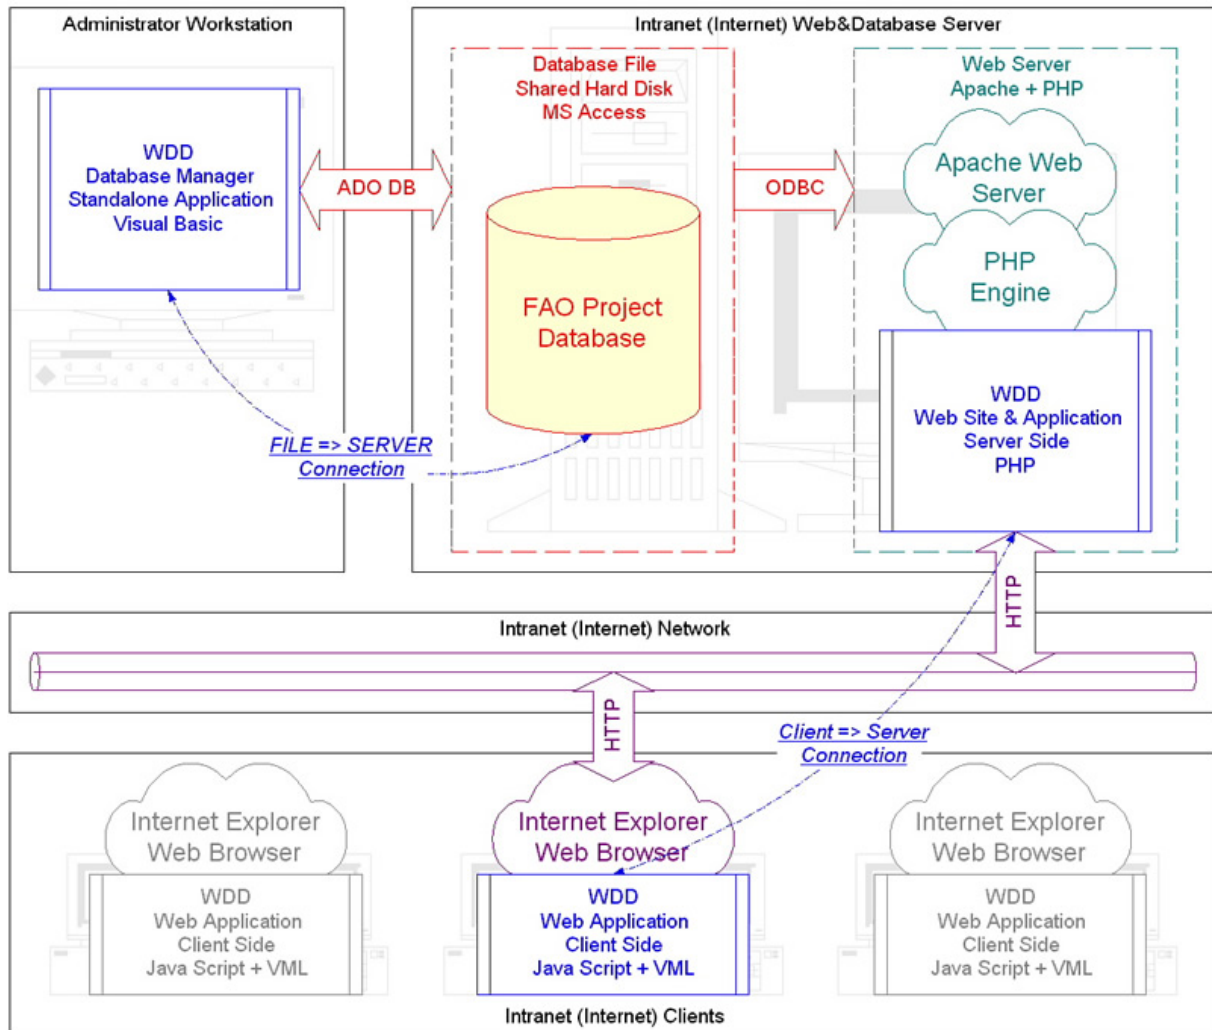 Administrator Workstation
Intranet (Internet) Web&Database Server
WDD
Database Manager
Standalone Application
Visual Basic
ADO DB
Database File
Shared Hard Disk
MS Access
FAO Project
Database
ODBC
Web Server
Apache + PHP
Apache Web
Server
PHP
Engine
WDD
Web Site & Application
Server Side
PHP
FILE => SERVER
Connection
HTTP
Intranet (Internet) Network
HTTP
Client => Server
Connection
Internet Explorer
Web Browser
WDD
Web Application
Client Side
Java Script + VML
Internet Explorer
Web Browser
WDD
Web Application
Client Side
Java Script + VML
Internet Explorer
Web Browser
WDD
Web Application
Client Side
Java Script + VML
Intranet (Internet) Clients